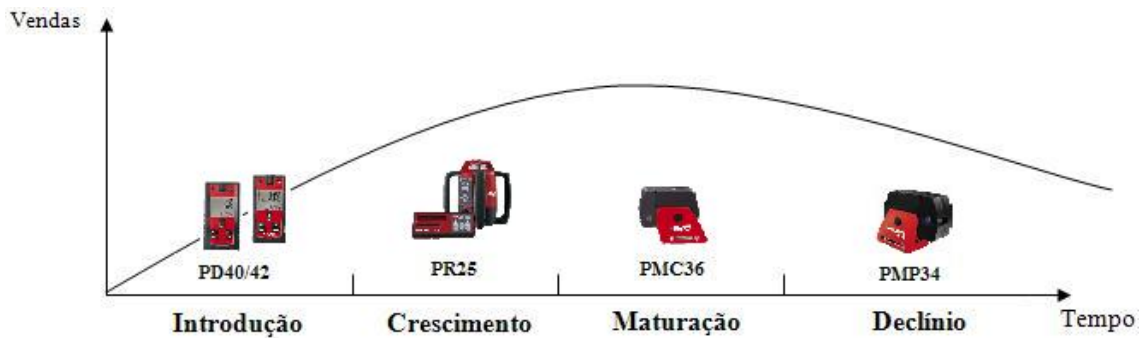 Vendas
PD40/42
PR25
PMC36
PMP34
Introdução
Crescimento
Maturação
Declínio
Tempo